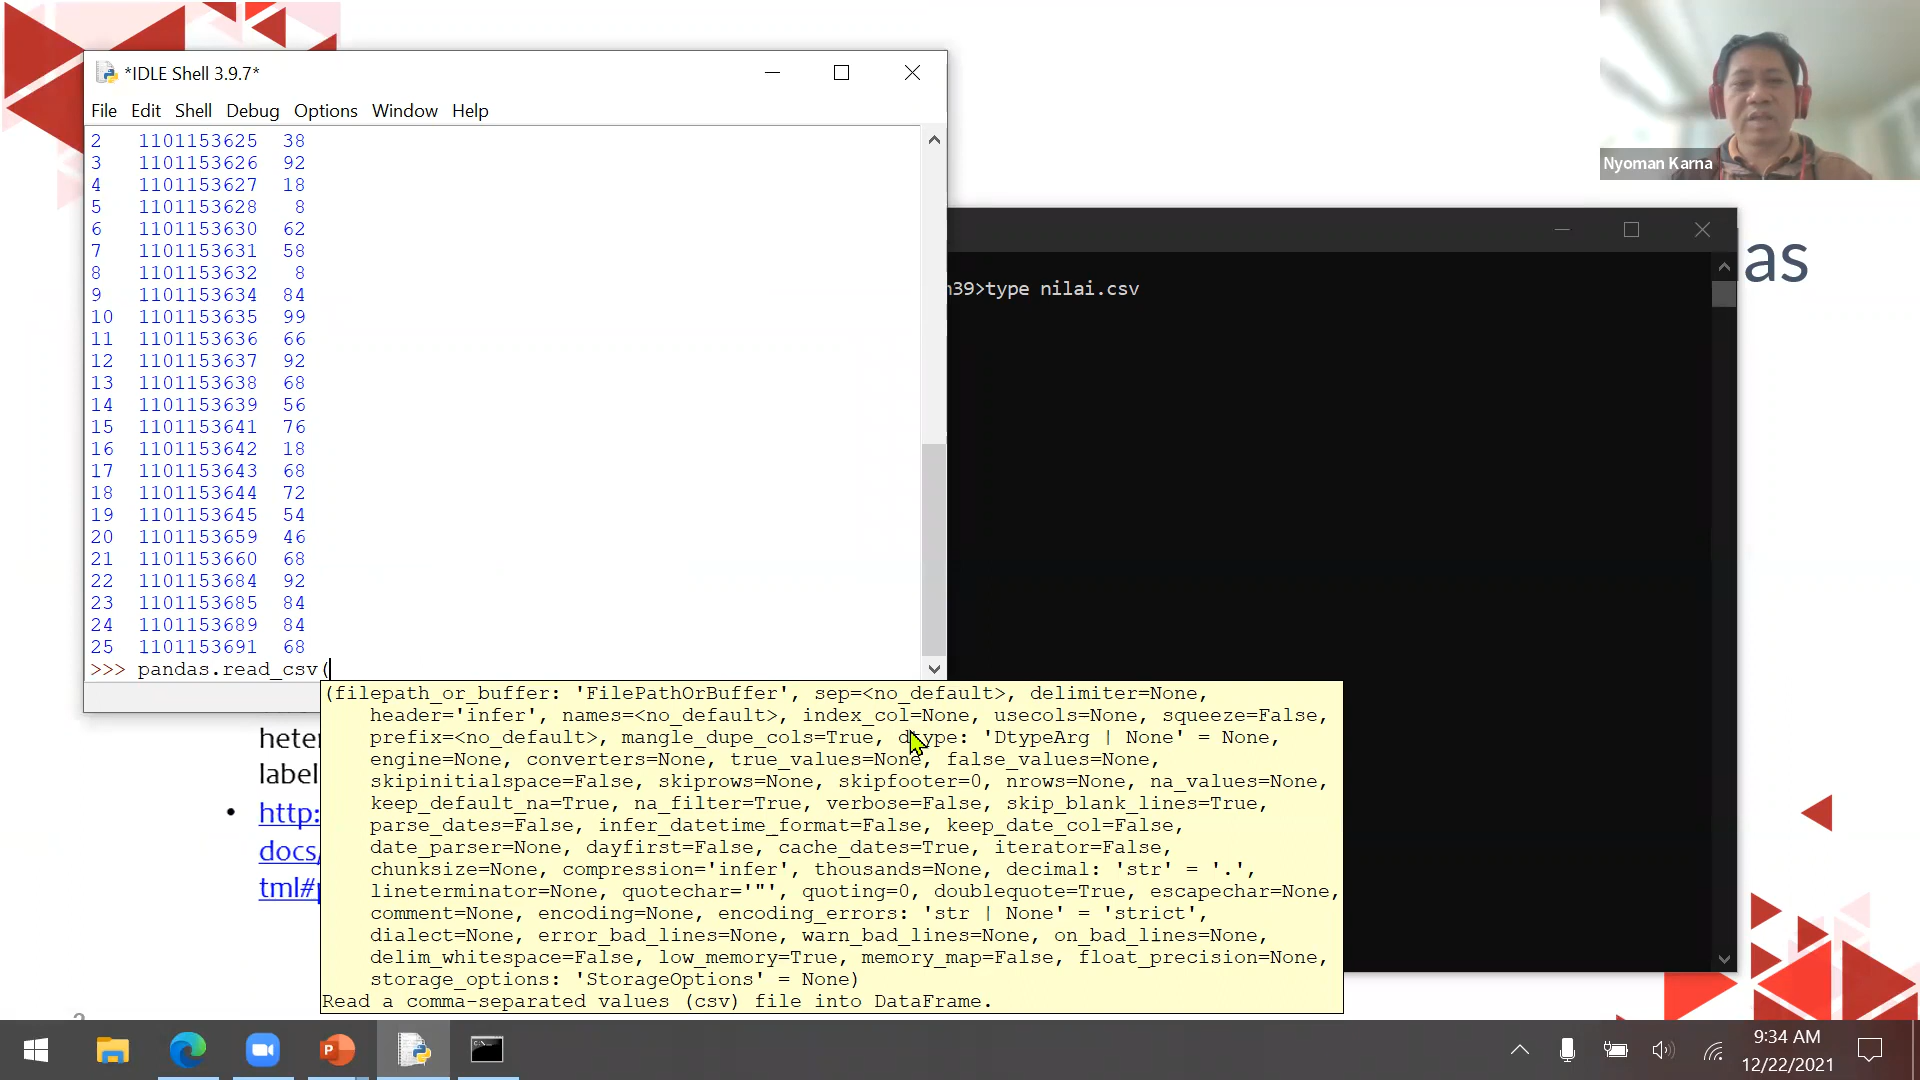 *IDLE Shell 3.9.7*
File Edit Shell Debug Options Window Help
2 1101153625 38
3 1101153626 92
4 1101153627 18
5 1101153628 8
6 1101153630 62
7 1101153631 58
8 1101153632 8
9 1101153634 84
10 1101153635 99
11 1101153636 66
12 1101153637 92
13 1101153638 68
14 1101153639 56
15 1101153641 76
16 1101153642 18
17 1101153643 68
18 1101153644 72
19 1101153645 54
20 1101153659 46
21 1101153660 68
22 1101153684 92
23 1101153685 84
24 1101153689 84
25 1101153691 68
>>> pandas.read_csv(
(filepath_or_buffer: 'FilePathOrBuffer', sep=<no_default>, delimiter=None,
header='infer', names=<no_default>, index_col=None, usecols=None, squeeze=False,
prefix=<no_default>, mangle_dupe_cols=True, dtype: 'DtypeArg | None' = None,
engine=None, converters=None, true_values=None, false_values=None,
skipinitialspace=False, skiprows=None, skipfooter=0, nrows=None, na_values=None,
keep_default_na=True, na_filter=True, verbose=False, skip_blank_lines=True,
parse_dates=False, infer_datetime_format=False, keep_date_col=False,
date_parser=None, dayfirst=False, cache_dates=True, iterator=False,
chunksize=None, compression='infer', thousands=None, decimal: 'str' = '.',
lineterminator=None, quotechar='"', quoting=0, doublequote=True, escapechar=None,
comment=None, encoding=None, encoding_errors: 'str | None' = 'strict',
dialect=None, error_bad_lines=None, warn_bad_lines=None, on_bad_lines=None,
delim_whitespace=False, low_memory=True, memory_map=False, float_precision=None,
storage_options: 'StorageOptions' = None)
Read a comma-separated values (csv) file into DataFrame.
39>type nilai.csv
as
Nyoman Karna
heter
label
• http:
docs/
tml#
9:34 AM
12/22/2021